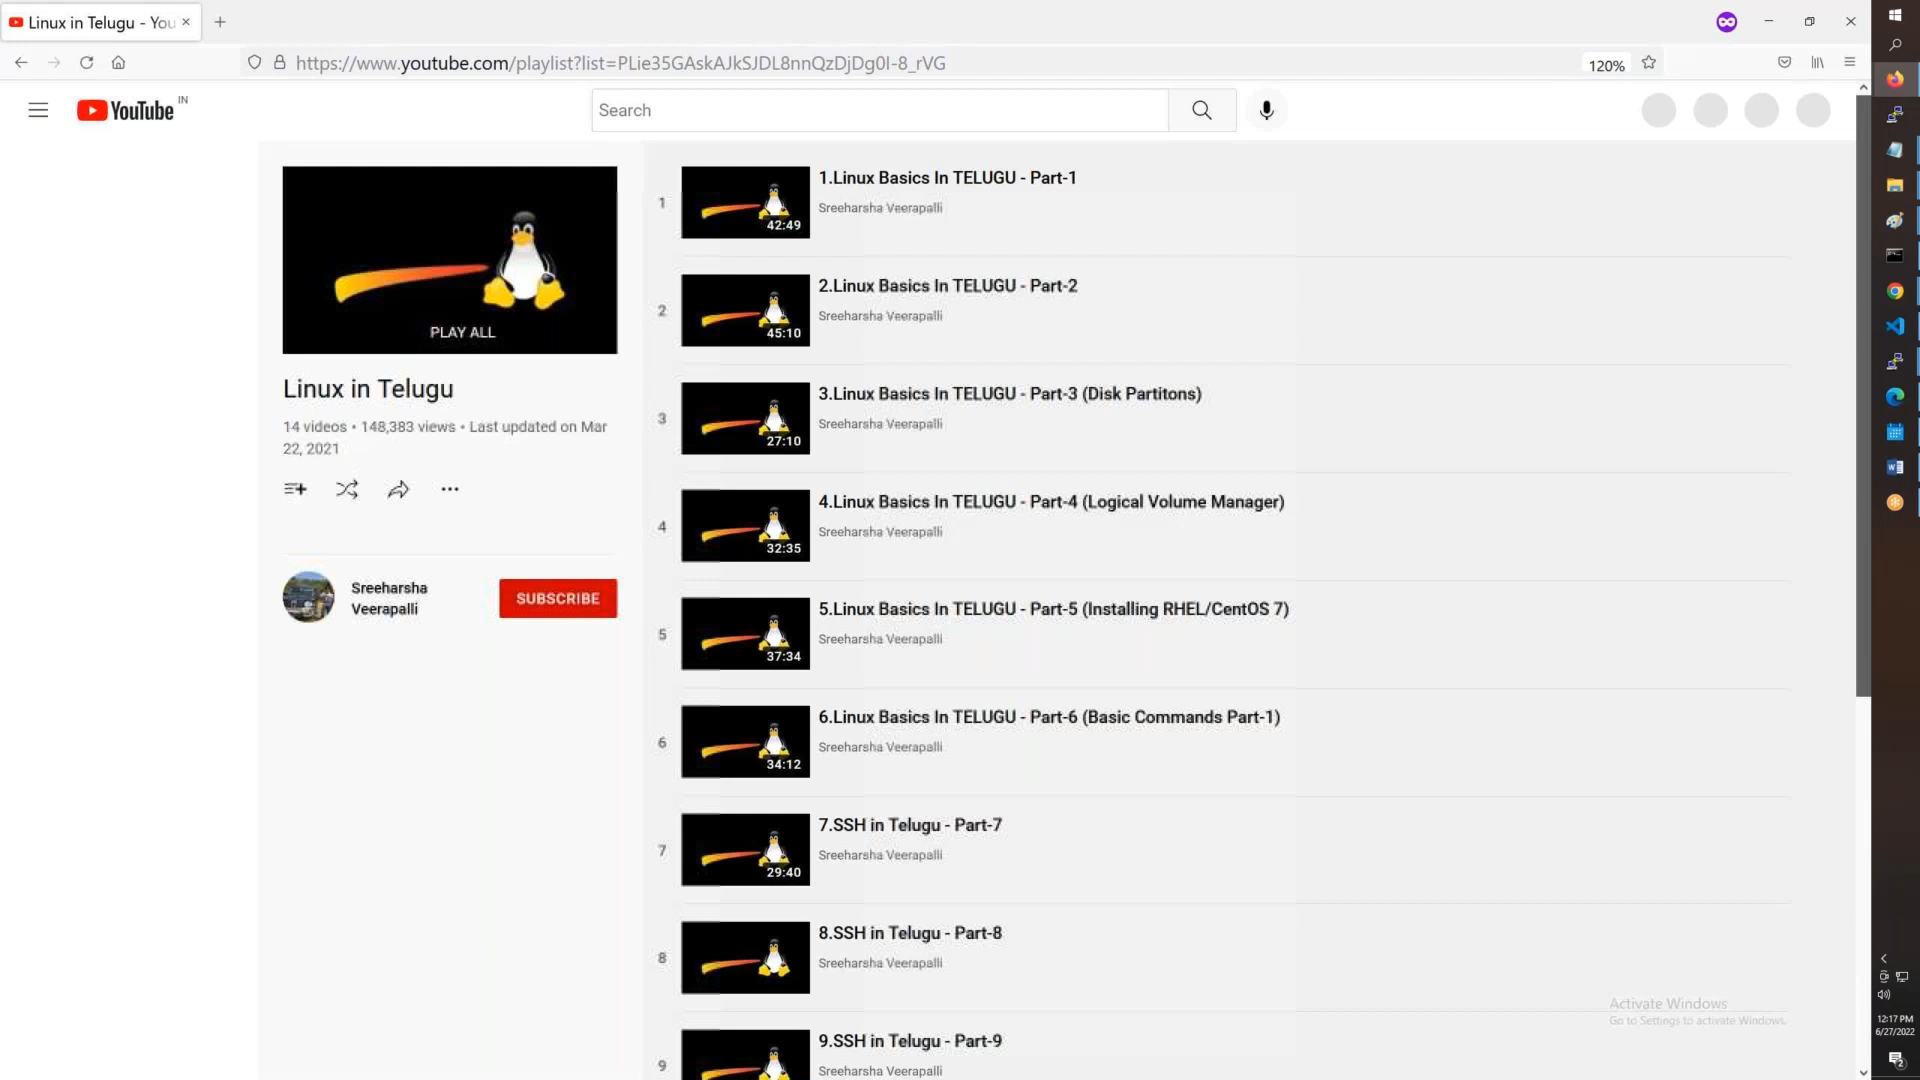 Linux in Telugu - You
https://www.youtube.com/playlist?list=PLie35GAskAJkSJDL8nnQzDjDg0I-8_rVG
120%
YouTube IN
Search
PLAY ALL
Linux in Telugu
14 videos • 148,383 views • Last updated on Mar
22, 2021
Sreeharsha
Veerapalli
SUBSCRIBE
1
42:49
1.Linux Basics In TELUGU - Part-1
Sreeharsha Veerapalli
2
45:10
2.Linux Basics In TELUGU - Part-2
Sreeharsha Veerapalli
3
27:10
3.Linux Basics In TELUGU - Part-3 (Disk Partitons)
Sreeharsha Veerapalli
4
32:35
4.Linux Basics In TELUGU - Part-4 (Logical Volume Manager)
Sreeharsha Veerapalli
5
37:34
5.Linux Basics In TELUGU - Part-5 (Installing RHEL/CentOS 7)
Sreeharsha Veerapalli
6
34:12
6.Linux Basics In TELUGU - Part-6 (Basic Commands Part-1)
Sreeharsha Veerapalli
7
29:40
7.SSH in Telugu - Part-7
Sreeharsha Veerapalli
8
8.SSH in Telugu - Part-8
Sreeharsha Veerapalli
9
9.SSH in Telugu - Part-9
Sreeharsha Veerapalli
Activate Windows
Go to Settings to activate Windows.
12:17 PM
6/27/2022
2